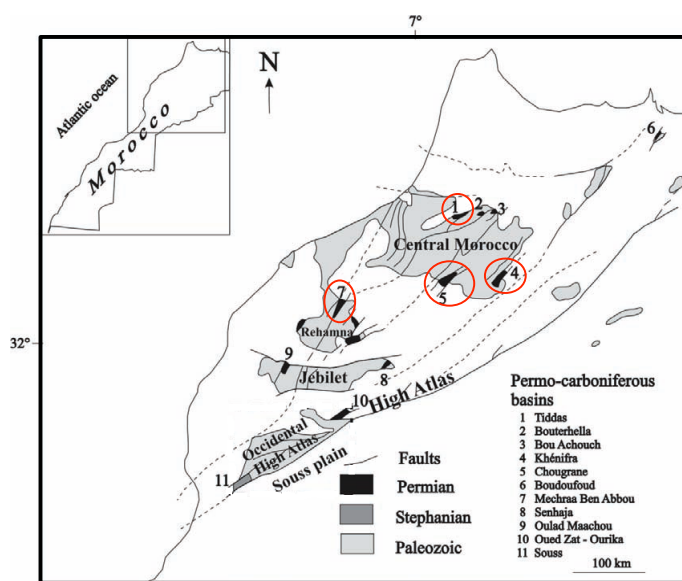 7°
Atlantic ocean
Morocco
N
6
1
2
3
Central Morocco
4
5
7
32°
Rehamna
9
Jebilet
8
10
High Atlas
Occidental
High Atlas
Souss plain
11
Faults
Permian
Stephanian
Paleozoic
Permo-carboniferous
basins
1 Tiddas
2 Bouterhella
3 Bou Achouch
4 Khénifra
5 Chougrane
6 Boudoufoud
7 Mechraa Ben Abbou
8 Senhaja
9 Oulad Maachou
10 Oued Zat - Ourika
11 Souss
100 km